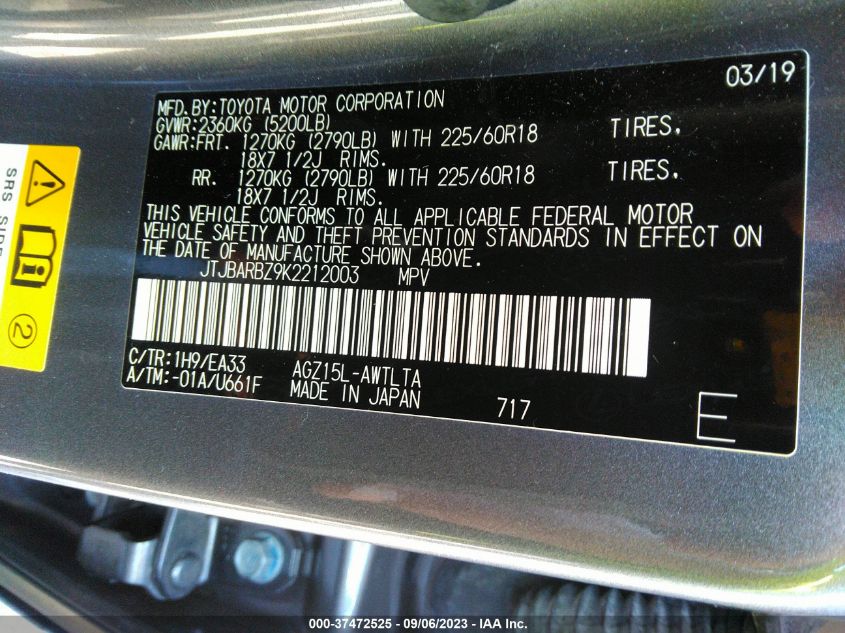 03/19
MFD.BY:TOYOTA MOTOR CORPORATION
GVWR:2360KG (5200LB)
GAWR:FRT. 1270KG (2790LB) WITH 225/60R18 TIRES,
18X7 1/2J RIMS.
RR. 1270KG (2790LB) WITH 225/60R18 TIRES,
18X7 1/2J RIMS.
THIS VEHICLE CONFORMS TO ALL APPLICABLE FEDERAL MOTOR
VEHICLE SAFETY AND THEFT PREVENTION STANDARDS IN EFFECT ON
THE DATE OF MANUFACTURE SHOWN ABOVE.
JTJBARBZ9K2212003 MPV
C/TR:1H9/EA33 AGZ15L-AWTLTA
A/TM:-01A/U661F MADE IN JAPAN
717
E
SRS SIDE
2
000-37472525 - 09/06/2023 - IAA Inc.